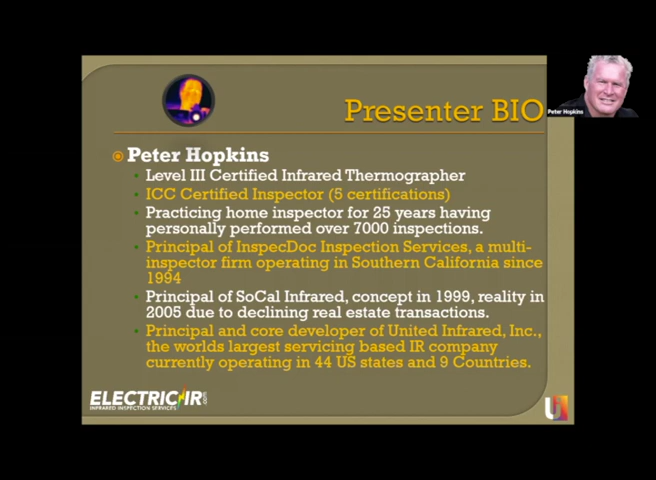 Presenter BIO
Peter Hopkins
Peter Hopkins
Level III Certified Infrared Thermographer
ICC Certified Inspector (5 certifications)
Practicing home inspector for 25 years having
personally performed over 7000 inspections.
Principal of InspecDoc Inspection Services, a multi-
inspector firm operating in Southern California since
1994
Principal of SoCal Infrared, concept in 1999, reality in
2005 due to declining real estate transactions.
Principal and core developer of United Infrared, Inc.,
the worlds largest servicing based IR company
currently operating in 44 US states and 9 Countries.
ELECTRIC IR .com
INFRARED INSPECTION SERVICES